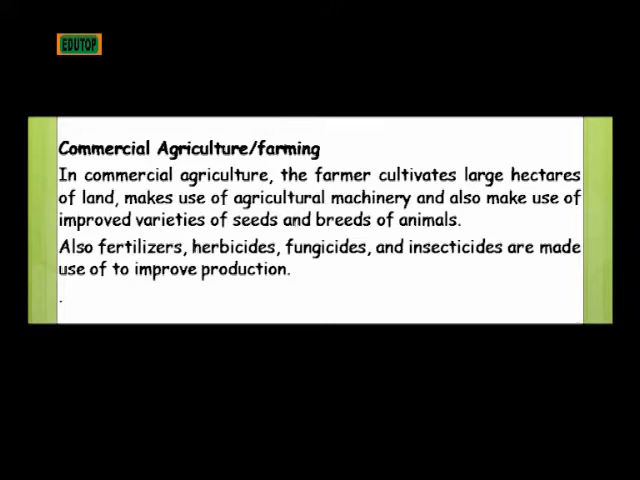 EDUTOP
Commercial Agriculture/farming
In commercial agriculture, the farmer cultivates large hectares
of land, makes use of agricultural machinery and also make use of
improved varieties of seeds and breeds of animals.
Also fertilizers, herbicides, fungicides, and insecticides are made
use of to improve production.
.